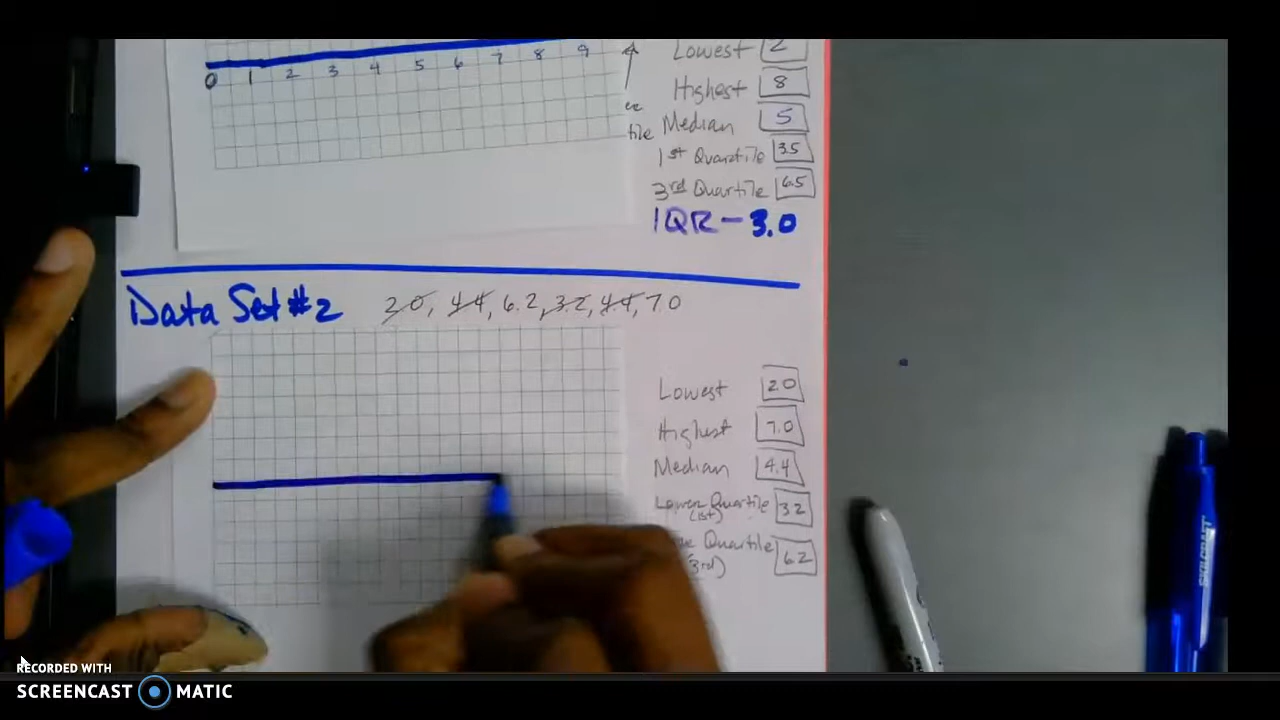 0 1 2 3 4 5 6 7 8 9
Lowest 2
Highest 8
Median 5
1st Quartile 3.5
3rd Quartile 6.5
IQR - 3.0
tile
Data Set #2 2.0, 4.4, 6.2, 3.2, 4.4, 7.0
Lowest 2.0
Highest 7.0
Median 4.4
Lower Quartile 3.2
(1st)
Quartile 6.2
(3rd)
SKILCRAFT
RECORDED WITH
SCREENCAST MATIC